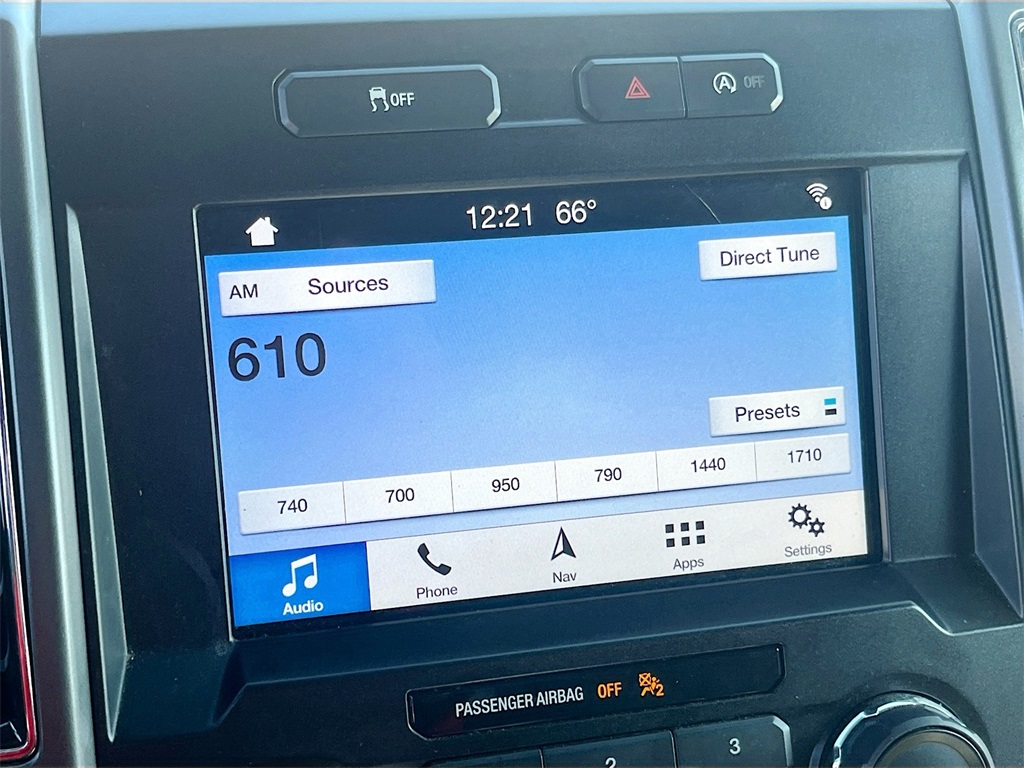 OFF
A OFF
12:21 66°
AM Sources
Direct Tune
610
Presets
740 700 950 790 1440 1710
Audio Phone Nav Apps Settings
PASSENGER AIRBAG OFF 2
2 3